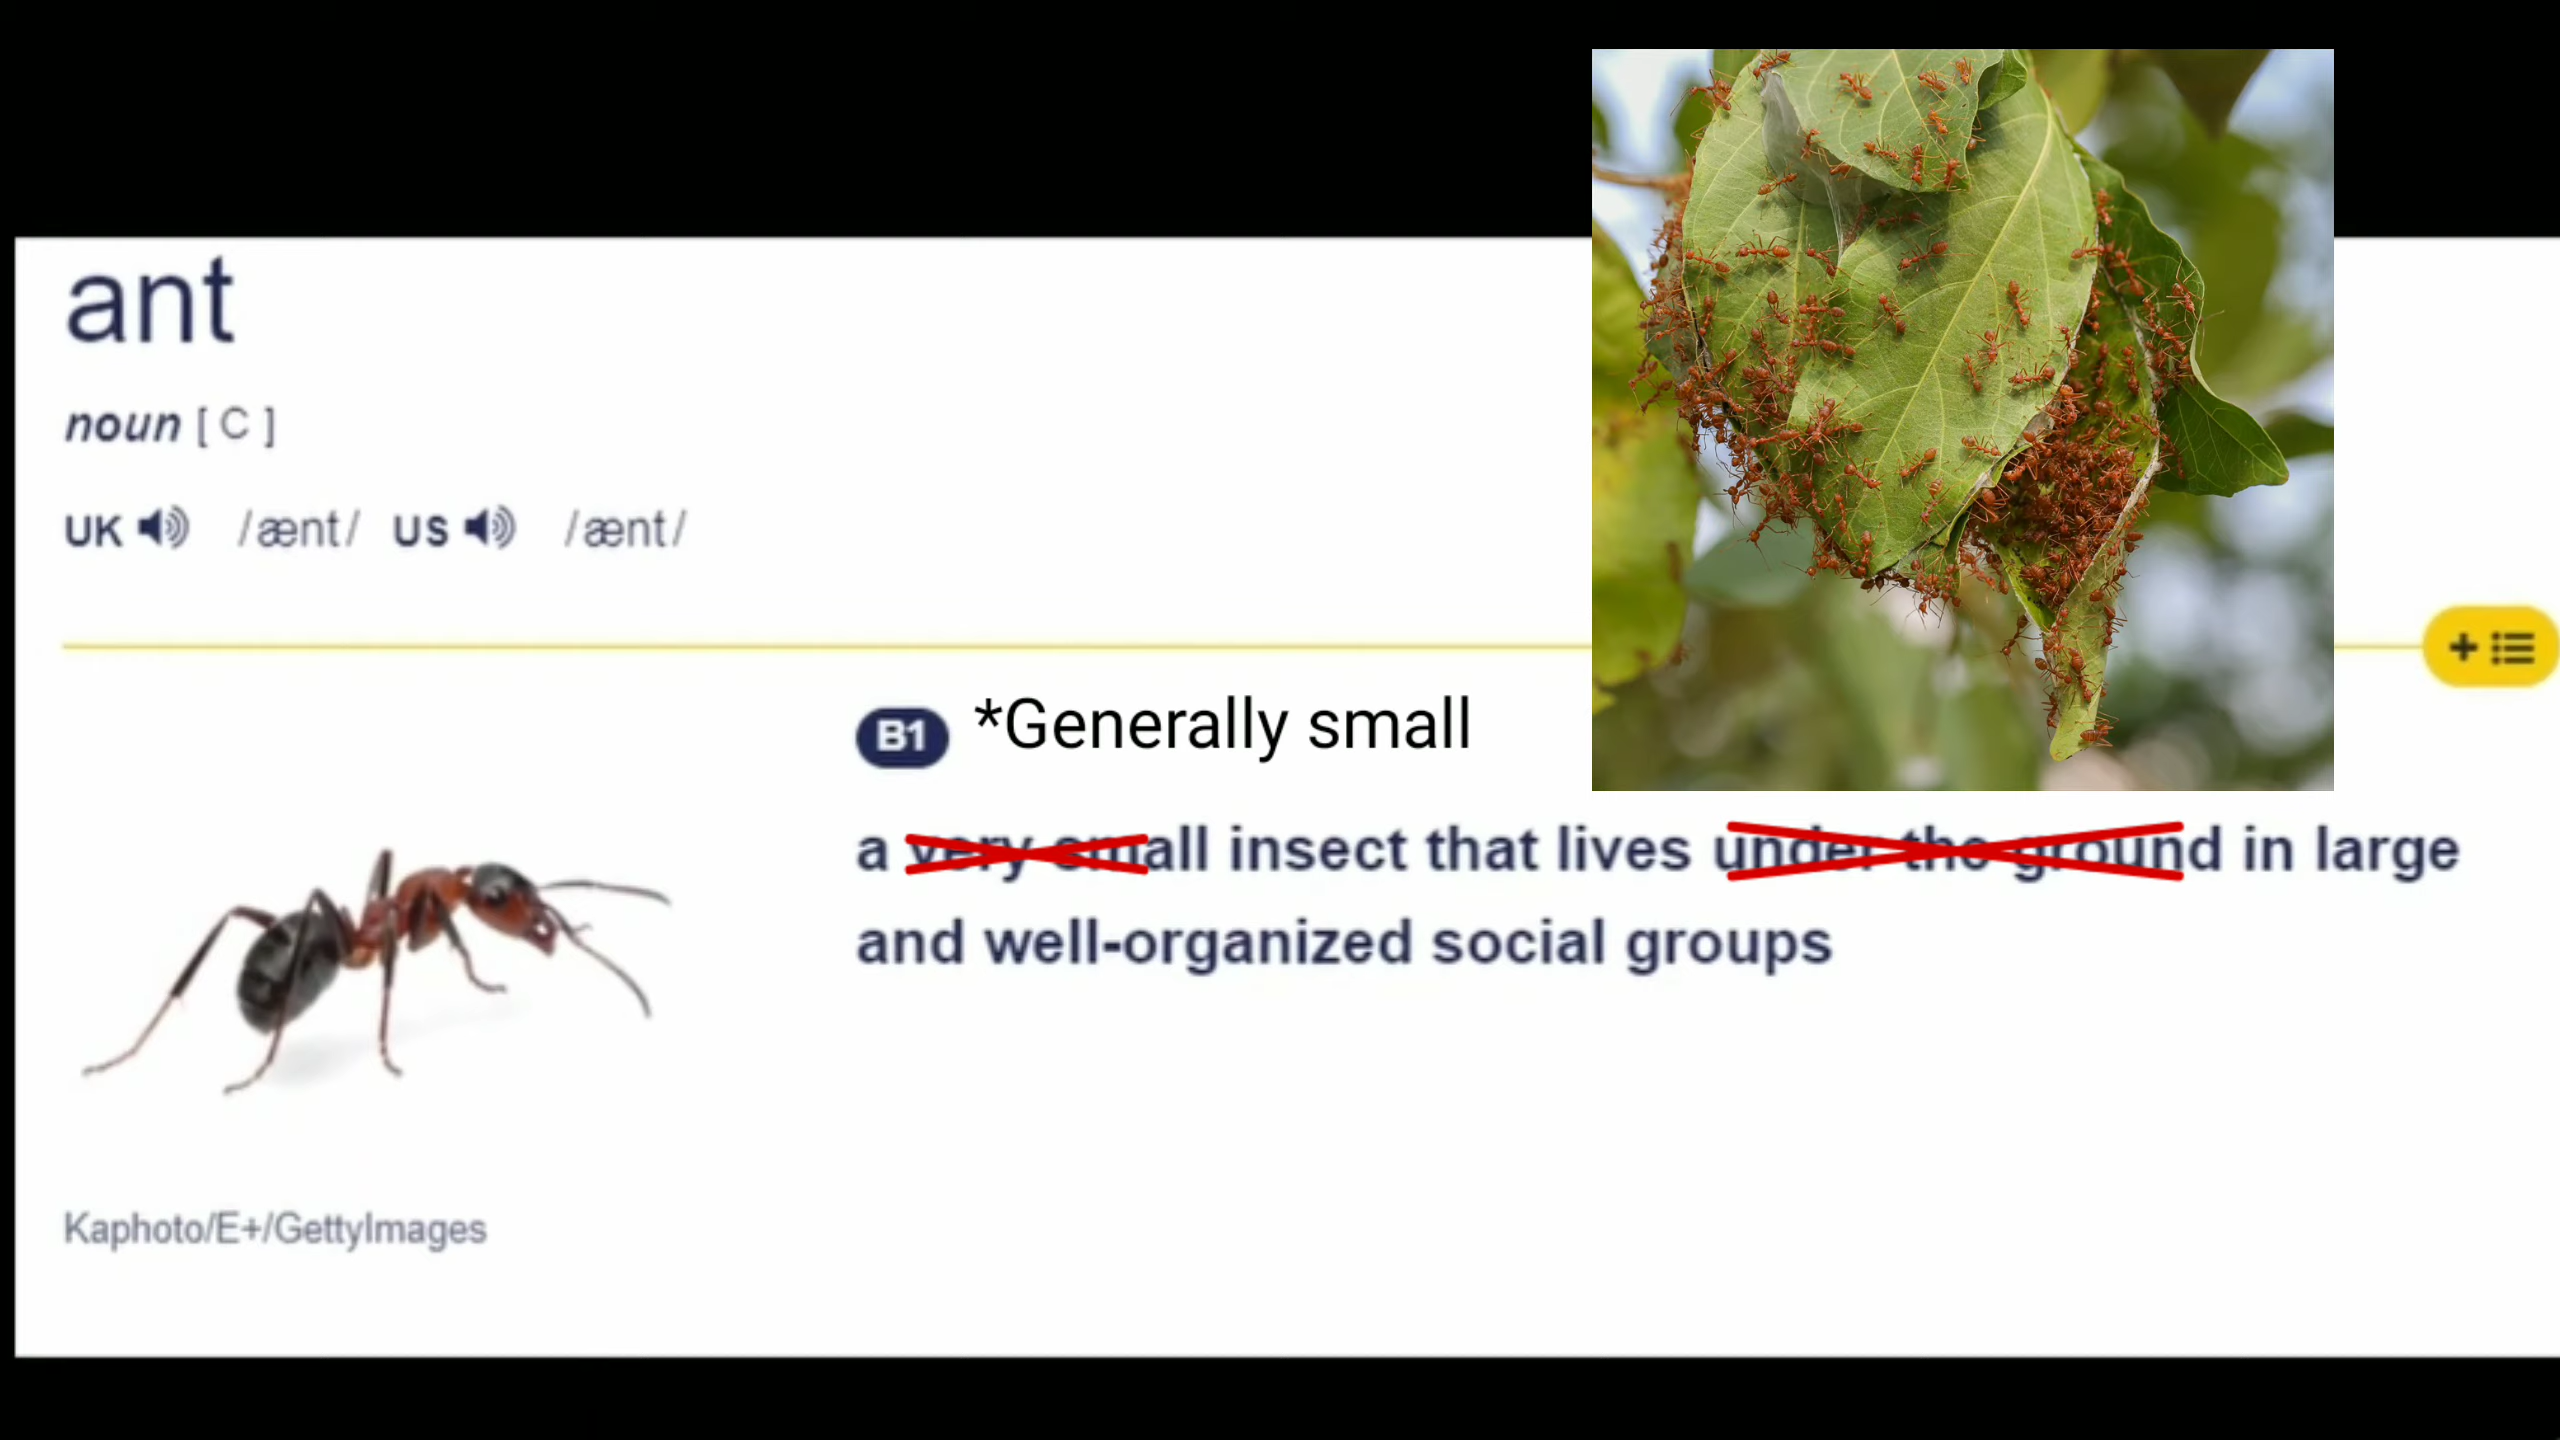 ant
noun [ C ]
UK /ænt/ US /ænt/
B1 *Generally small
a very small insect that lives under the ground in large
and well-organized social groups
Kaphoto/E+/GettyImages